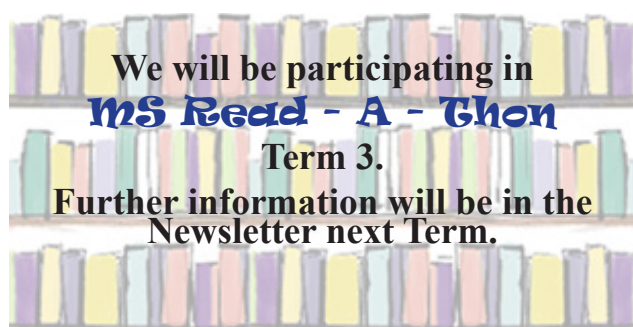 We will be participating in
MS Read - A - Thon
Term 3.
Further information will be in the
Newsletter next Term.